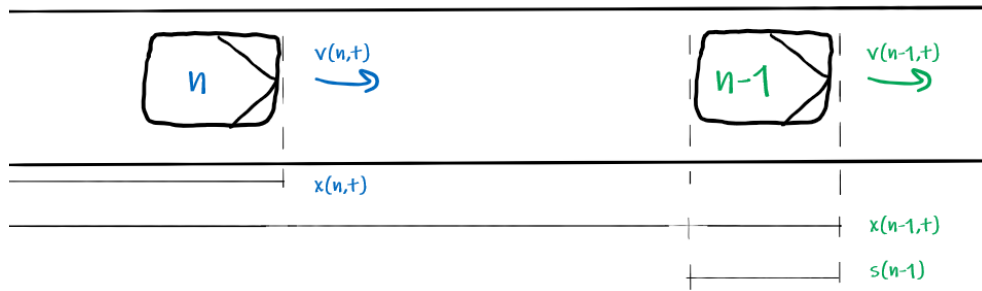 n
v(n,t)
n-1
v(n-1,t)
x(n,t)
x(n-1,t)
s(n-1)